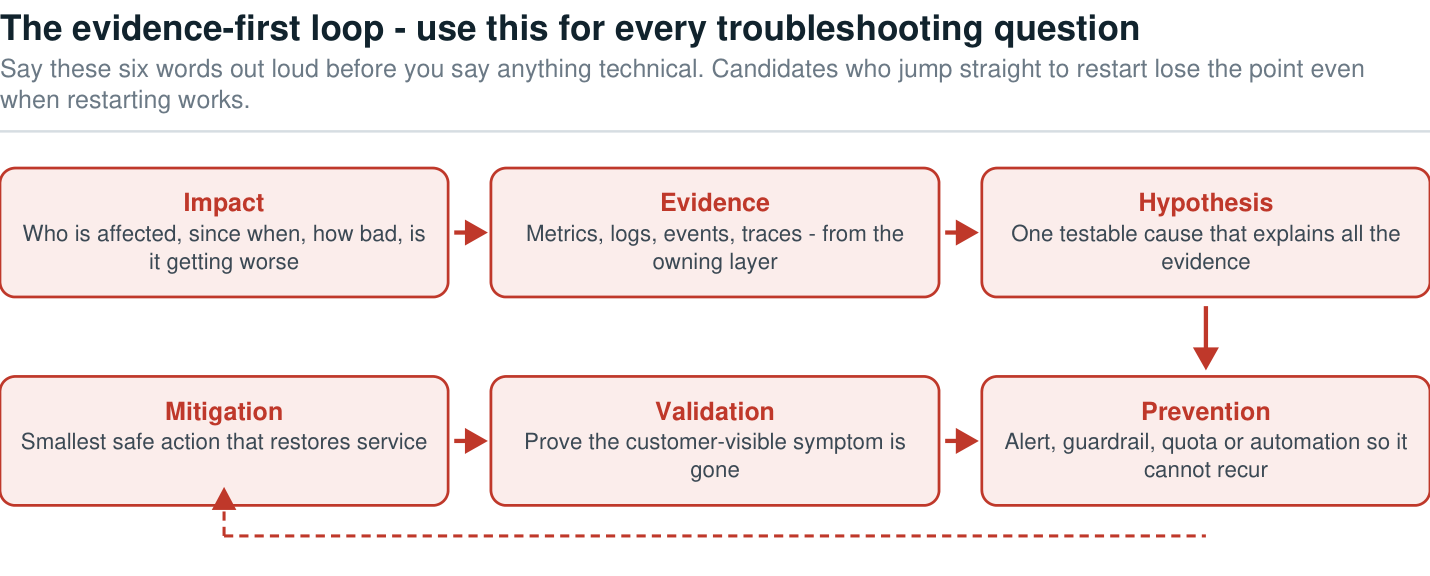 The evidence-first loop - use this for every troubleshooting question
Say these six words out loud before you say anything technical. Candidates who jump straight to restart lose the point even
when restarting works.
Impact
Who is affected, since when, how bad, is
it getting worse
Evidence
Metrics, logs, events, traces - from the
owning layer
Hypothesis
One testable cause that explains all the
evidence
Mitigation
Smallest safe action that restores service
Validation
Prove the customer-visible symptom is
gone
Prevention
Alert, guardrail, quota or automation so it
cannot recur